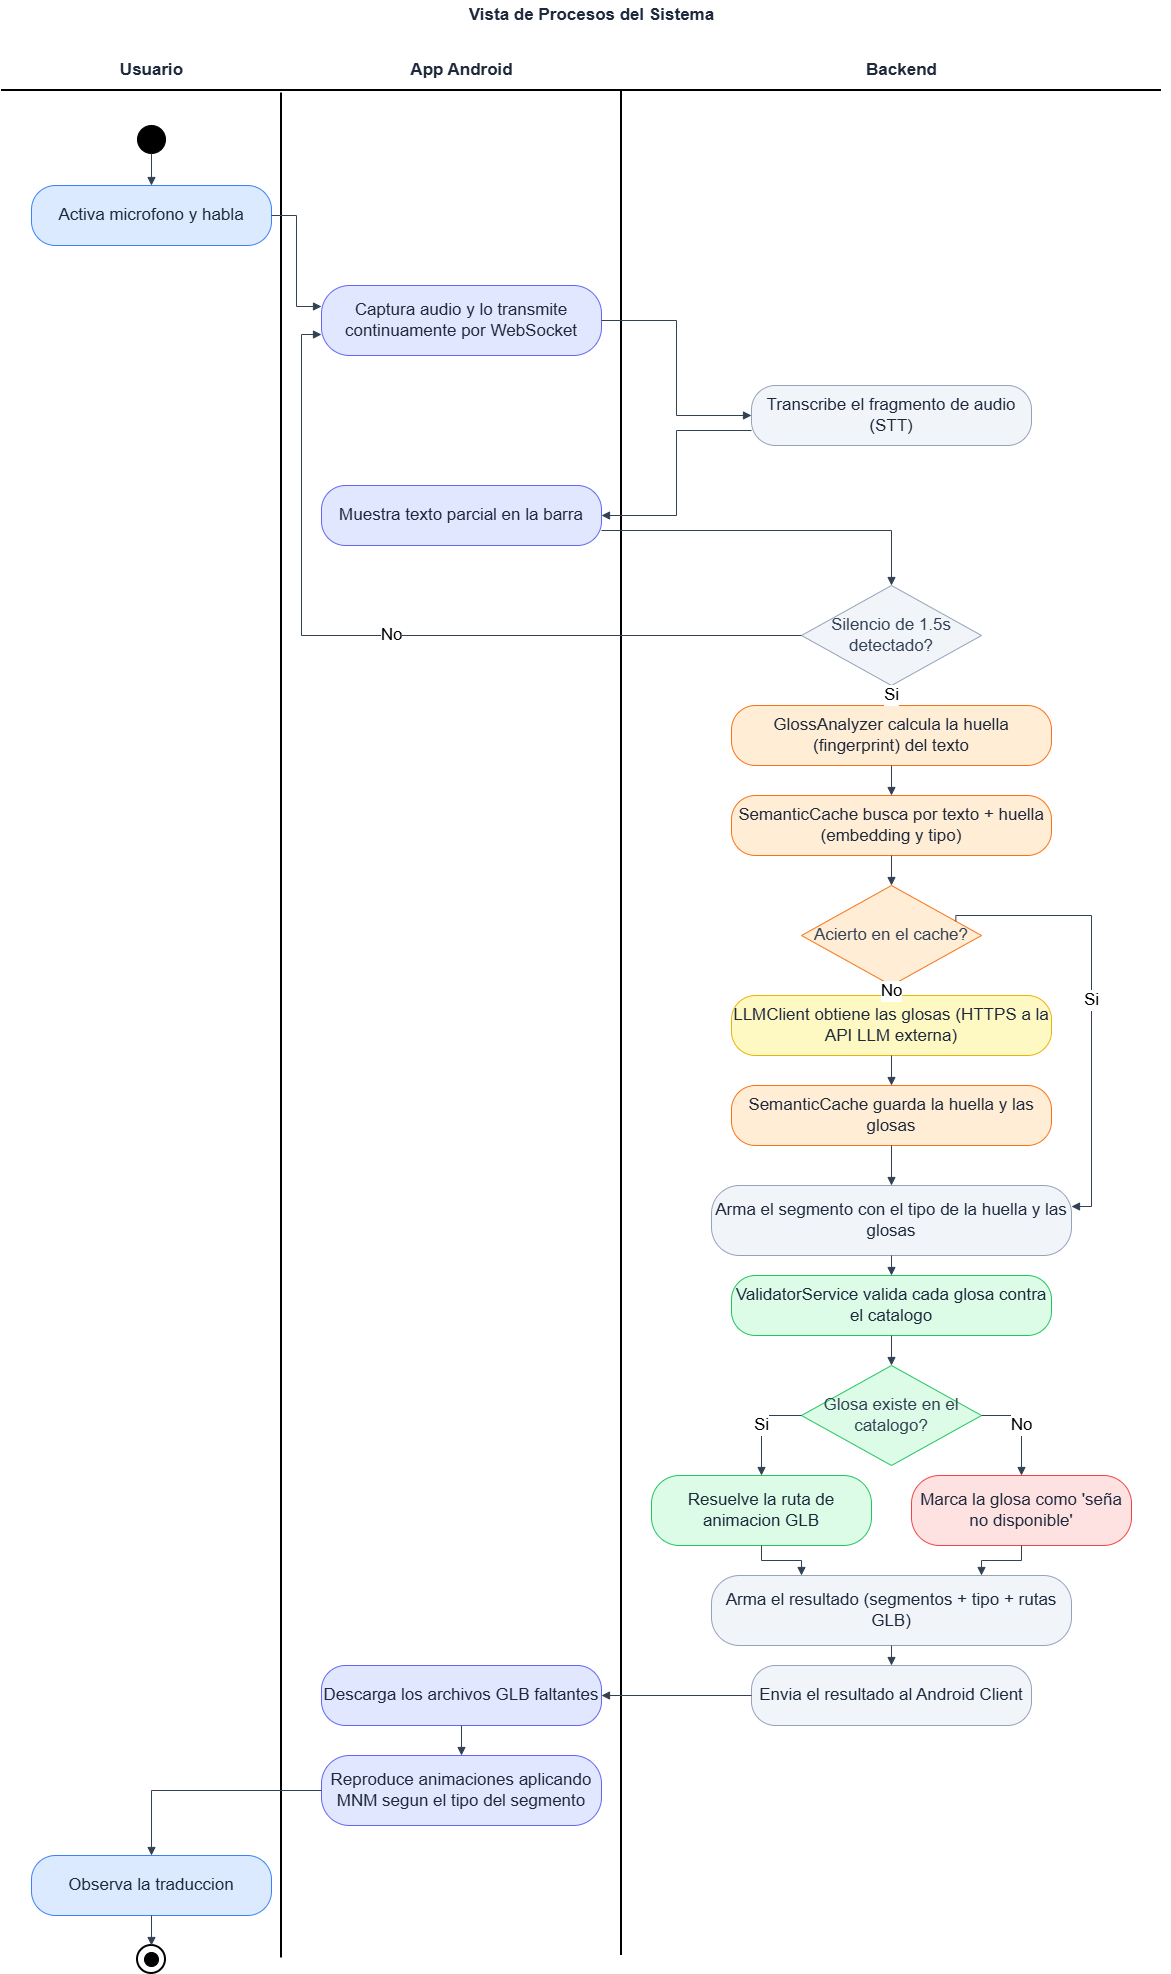 Vista de Procesos del Sistema
Usuario
App Android
Backend
Activa microfono y habla
Captura audio y lo transmite
continuamente por WebSocket
Transcribe el fragmento de audio
(STT)
Muestra texto parcial en la barra
Silencio de 1.5s
detectado?
No
Si
GlossAnalyzer calcula la huella
(fingerprint) del texto
SemanticCache busca por texto + huella
(embedding y tipo)
Acierto en el cache?
No
Si
LLMClient obtiene las glosas (HTTPS a la
API LLM externa)
SemanticCache guarda la huella y las
glosas
Arma el segmento con el tipo de la huella y las
glosas
ValidatorService valida cada glosa contra
el catalogo
Glosa existe en el
catalogo?
Si
No
Resuelve la ruta de
animacion GLB
Marca la glosa como 'seña
no disponible'
Arma el resultado (segmentos + tipo + rutas
GLB)
Descarga los archivos GLB faltantes
Envia el resultado al Android Client
Reproduce animaciones aplicando
MNM segun el tipo del segmento
Observa la traduccion